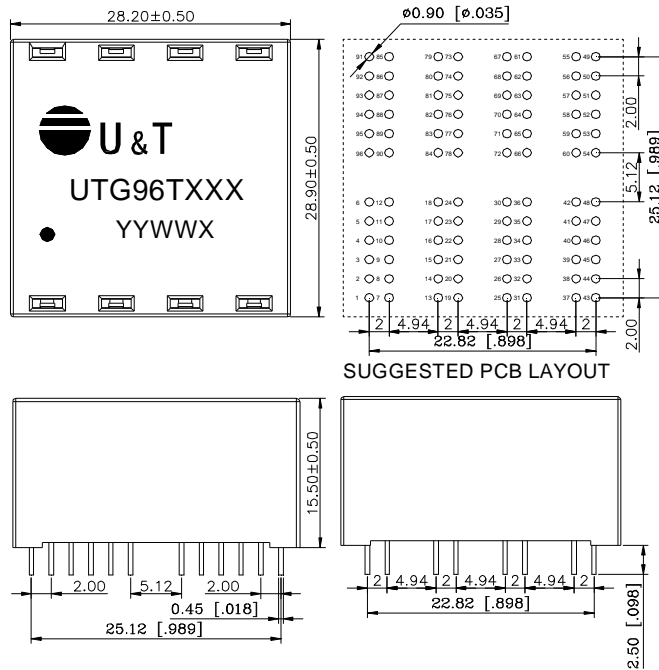 28.20±0.50
ø0.90 [ø.035]
U&T
UTG96TXXX
YYWWX
28.90±0.50
91 85 79 73 67 61 55 49
92 86 80 74 68 62 56 50
93 87 81 75 69 63 57 51
94 88 82 76 70 64 58 52
95 89 83 77 71 65 59 53
96 90 84 78 72 66 60 54
6 12 18 24 30 36 42 48
5 11 17 23 29 35 41 47
4 10 16 22 28 34 40 46
3 9 15 21 27 33 39 45
2 8 14 20 26 32 38 44
1 7 13 19 25 31 37 43
2.00
5.12
25.12 [.989]
2.00
2 4.94 2 4.94 2 4.94 2
22.82 [.898]
SUGGESTED PCB LAYOUT
15.50±0.50
2.00 5.12 2.00
0.45 [.018]
25.12 [.989]
2 4.94 2 4.94 2 4.94 2
22.82 [.898]
2.50 [.098]